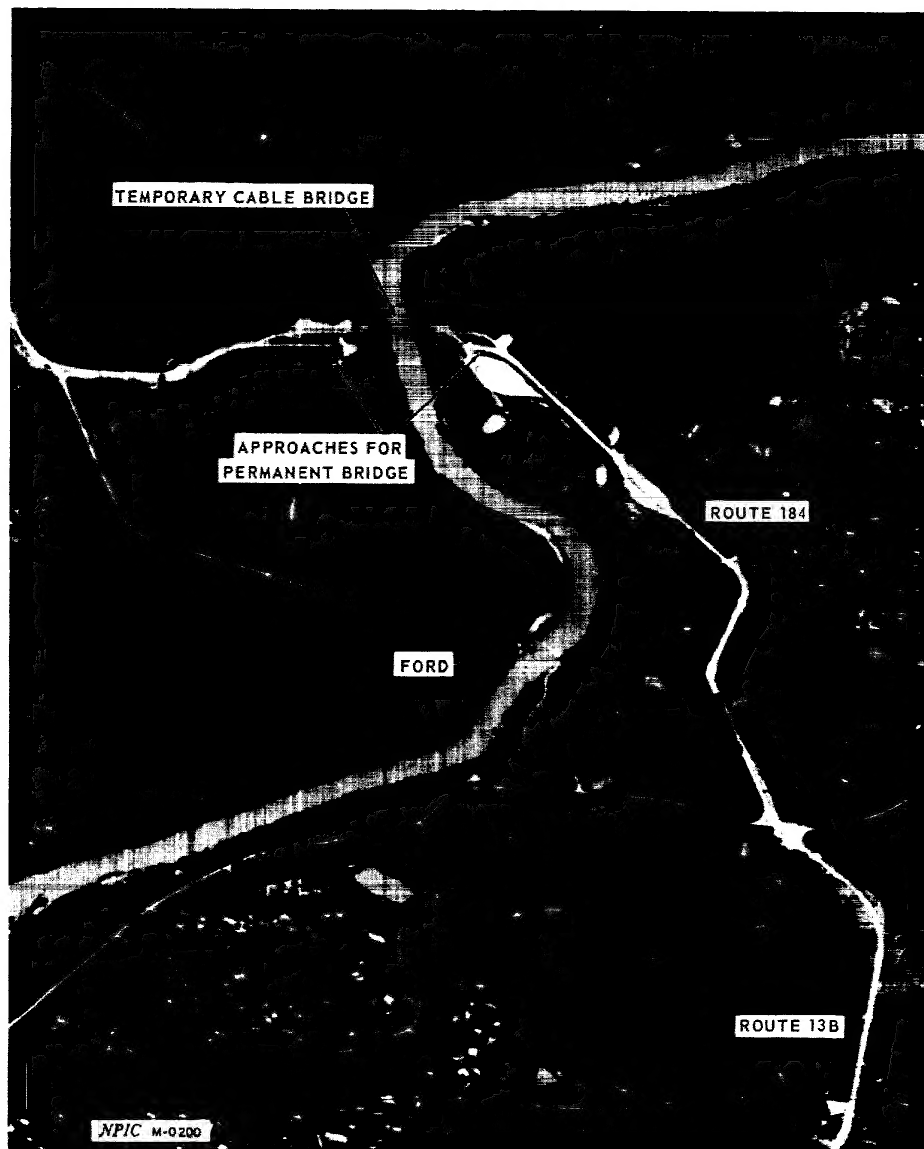 TEMPORARY CABLE BRIDGE
APPROACHES FOR
PERMANENT BRIDGE
ROUTE 184
FORD
ROUTE 13B
NPIC M-0200